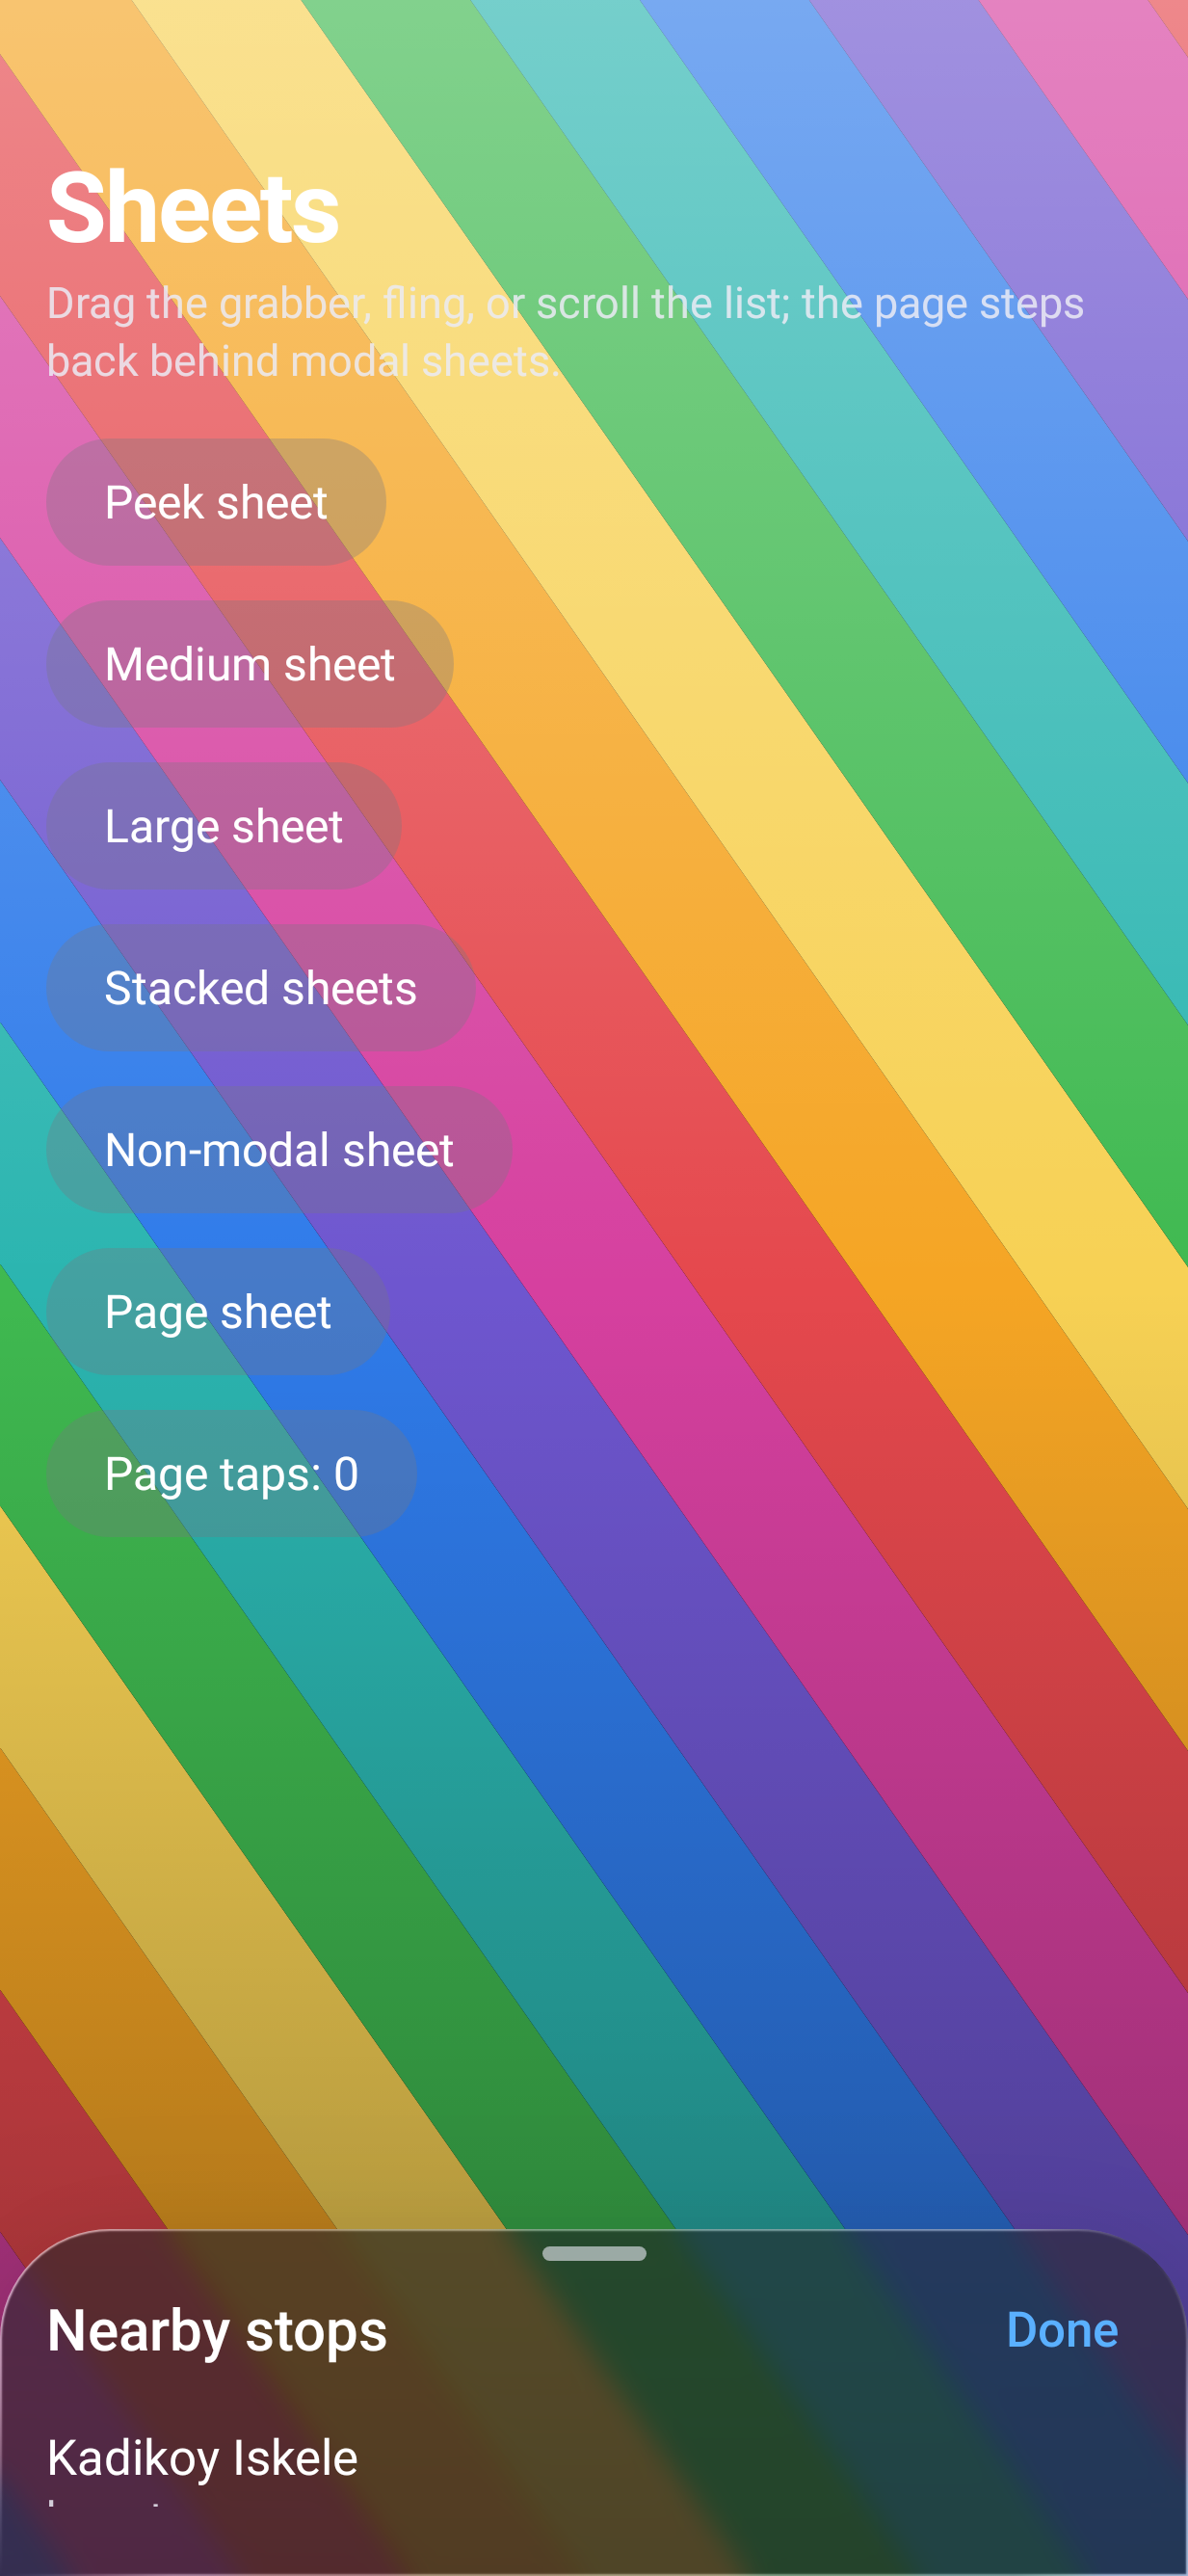 Sheets
Drag the grabber, fling, or scroll the list; the page steps
back behind modal sheets.
Peek sheet
Medium sheet
Large sheet
Stacked sheets
Non-modal sheet
Page sheet
Page taps: 0
Nearby stops
Done
Kadikoy Iskele